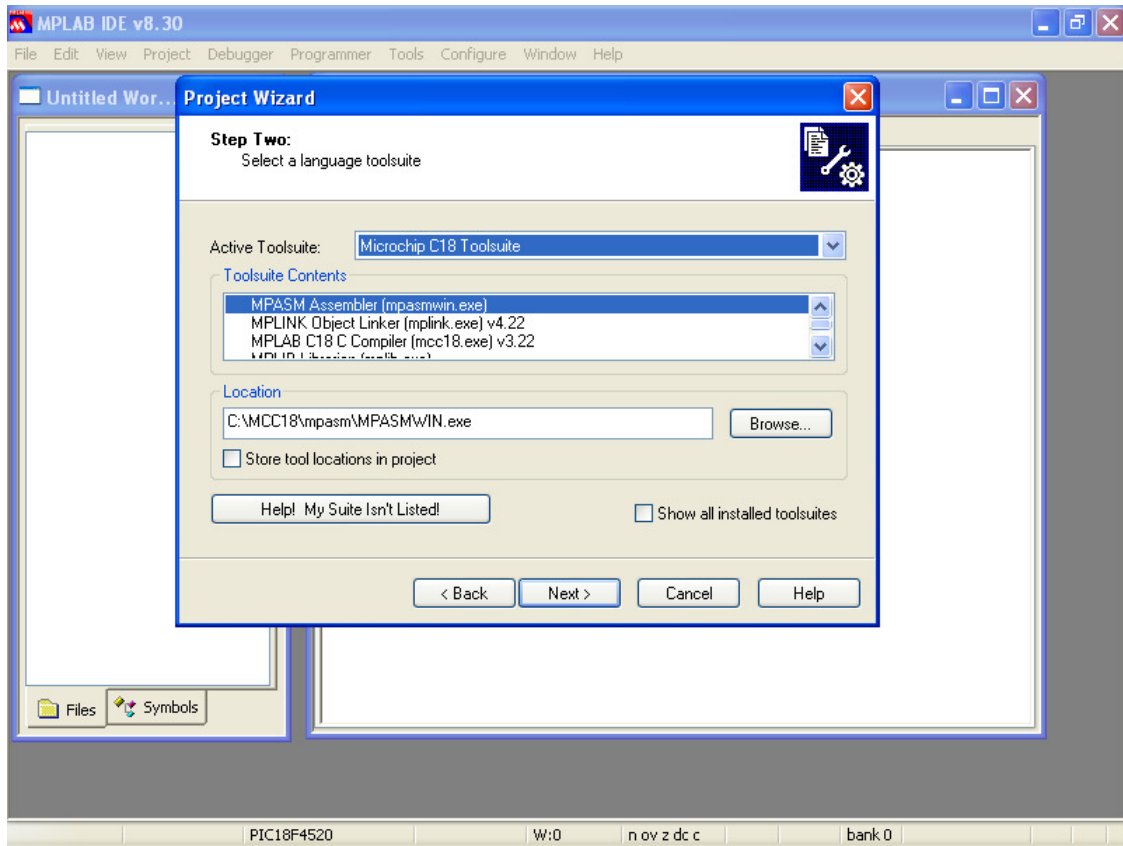 MPLAB IDE v8.30
File Edit View Project Debugger Programmer Tools Configure Window Help
Untitled Wor...
Project Wizard
Step Two:
Select a language toolsuite
Active Toolsuite:
Microchip C18 Toolsuite
Toolsuite Contents
MPASM Assembler (mpasmwin.exe)
MPLINK Object Linker (mplink.exe) v4.22
MPLAB C18 C Compiler (mcc18.exe) v3.22
MPLIB Librarian (mplib.exe)
Location
C:\MCC18\mpasm\MPASMWIN.exe
Browse...
Store tool locations in project
Help! My Suite Isn't Listed!
Show all installed toolsuites
< Back
Next >
Cancel
Help
Files
Symbols
PIC18F4520
W:0
n ov z dc c
bank 0